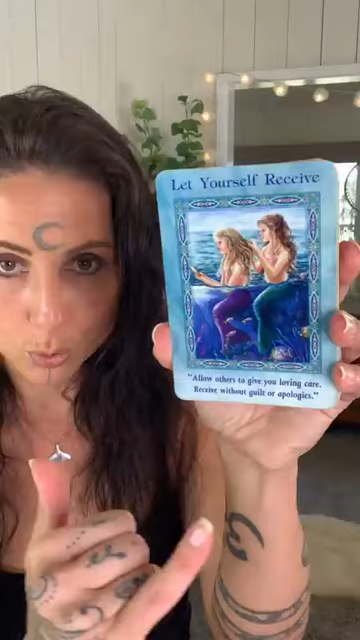 Let Yourself Receive
"Allow others to give you loving care.
Receive without guilt or apologies."